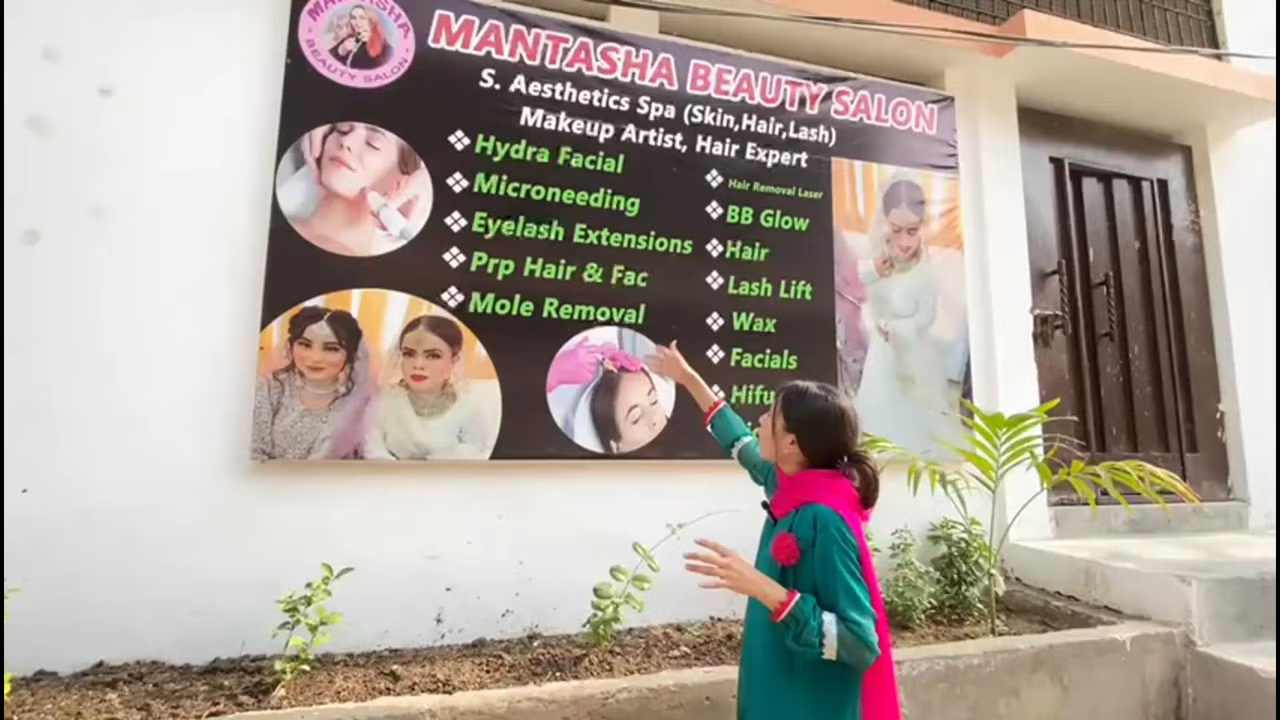 MANTASHA
BEAUTY SALON
MANTASHA BEAUTY SALON
S. Aesthetics Spa (Skin,Hair,Lash)
Makeup Artist, Hair Expert
Hydra Facial
Microneeding
Eyelash Extensions
Prp Hair & Fac
Mole Removal
Hair Removal Laser
BB Glow
Hair
Lash Lift
Wax
Facials
Hifu